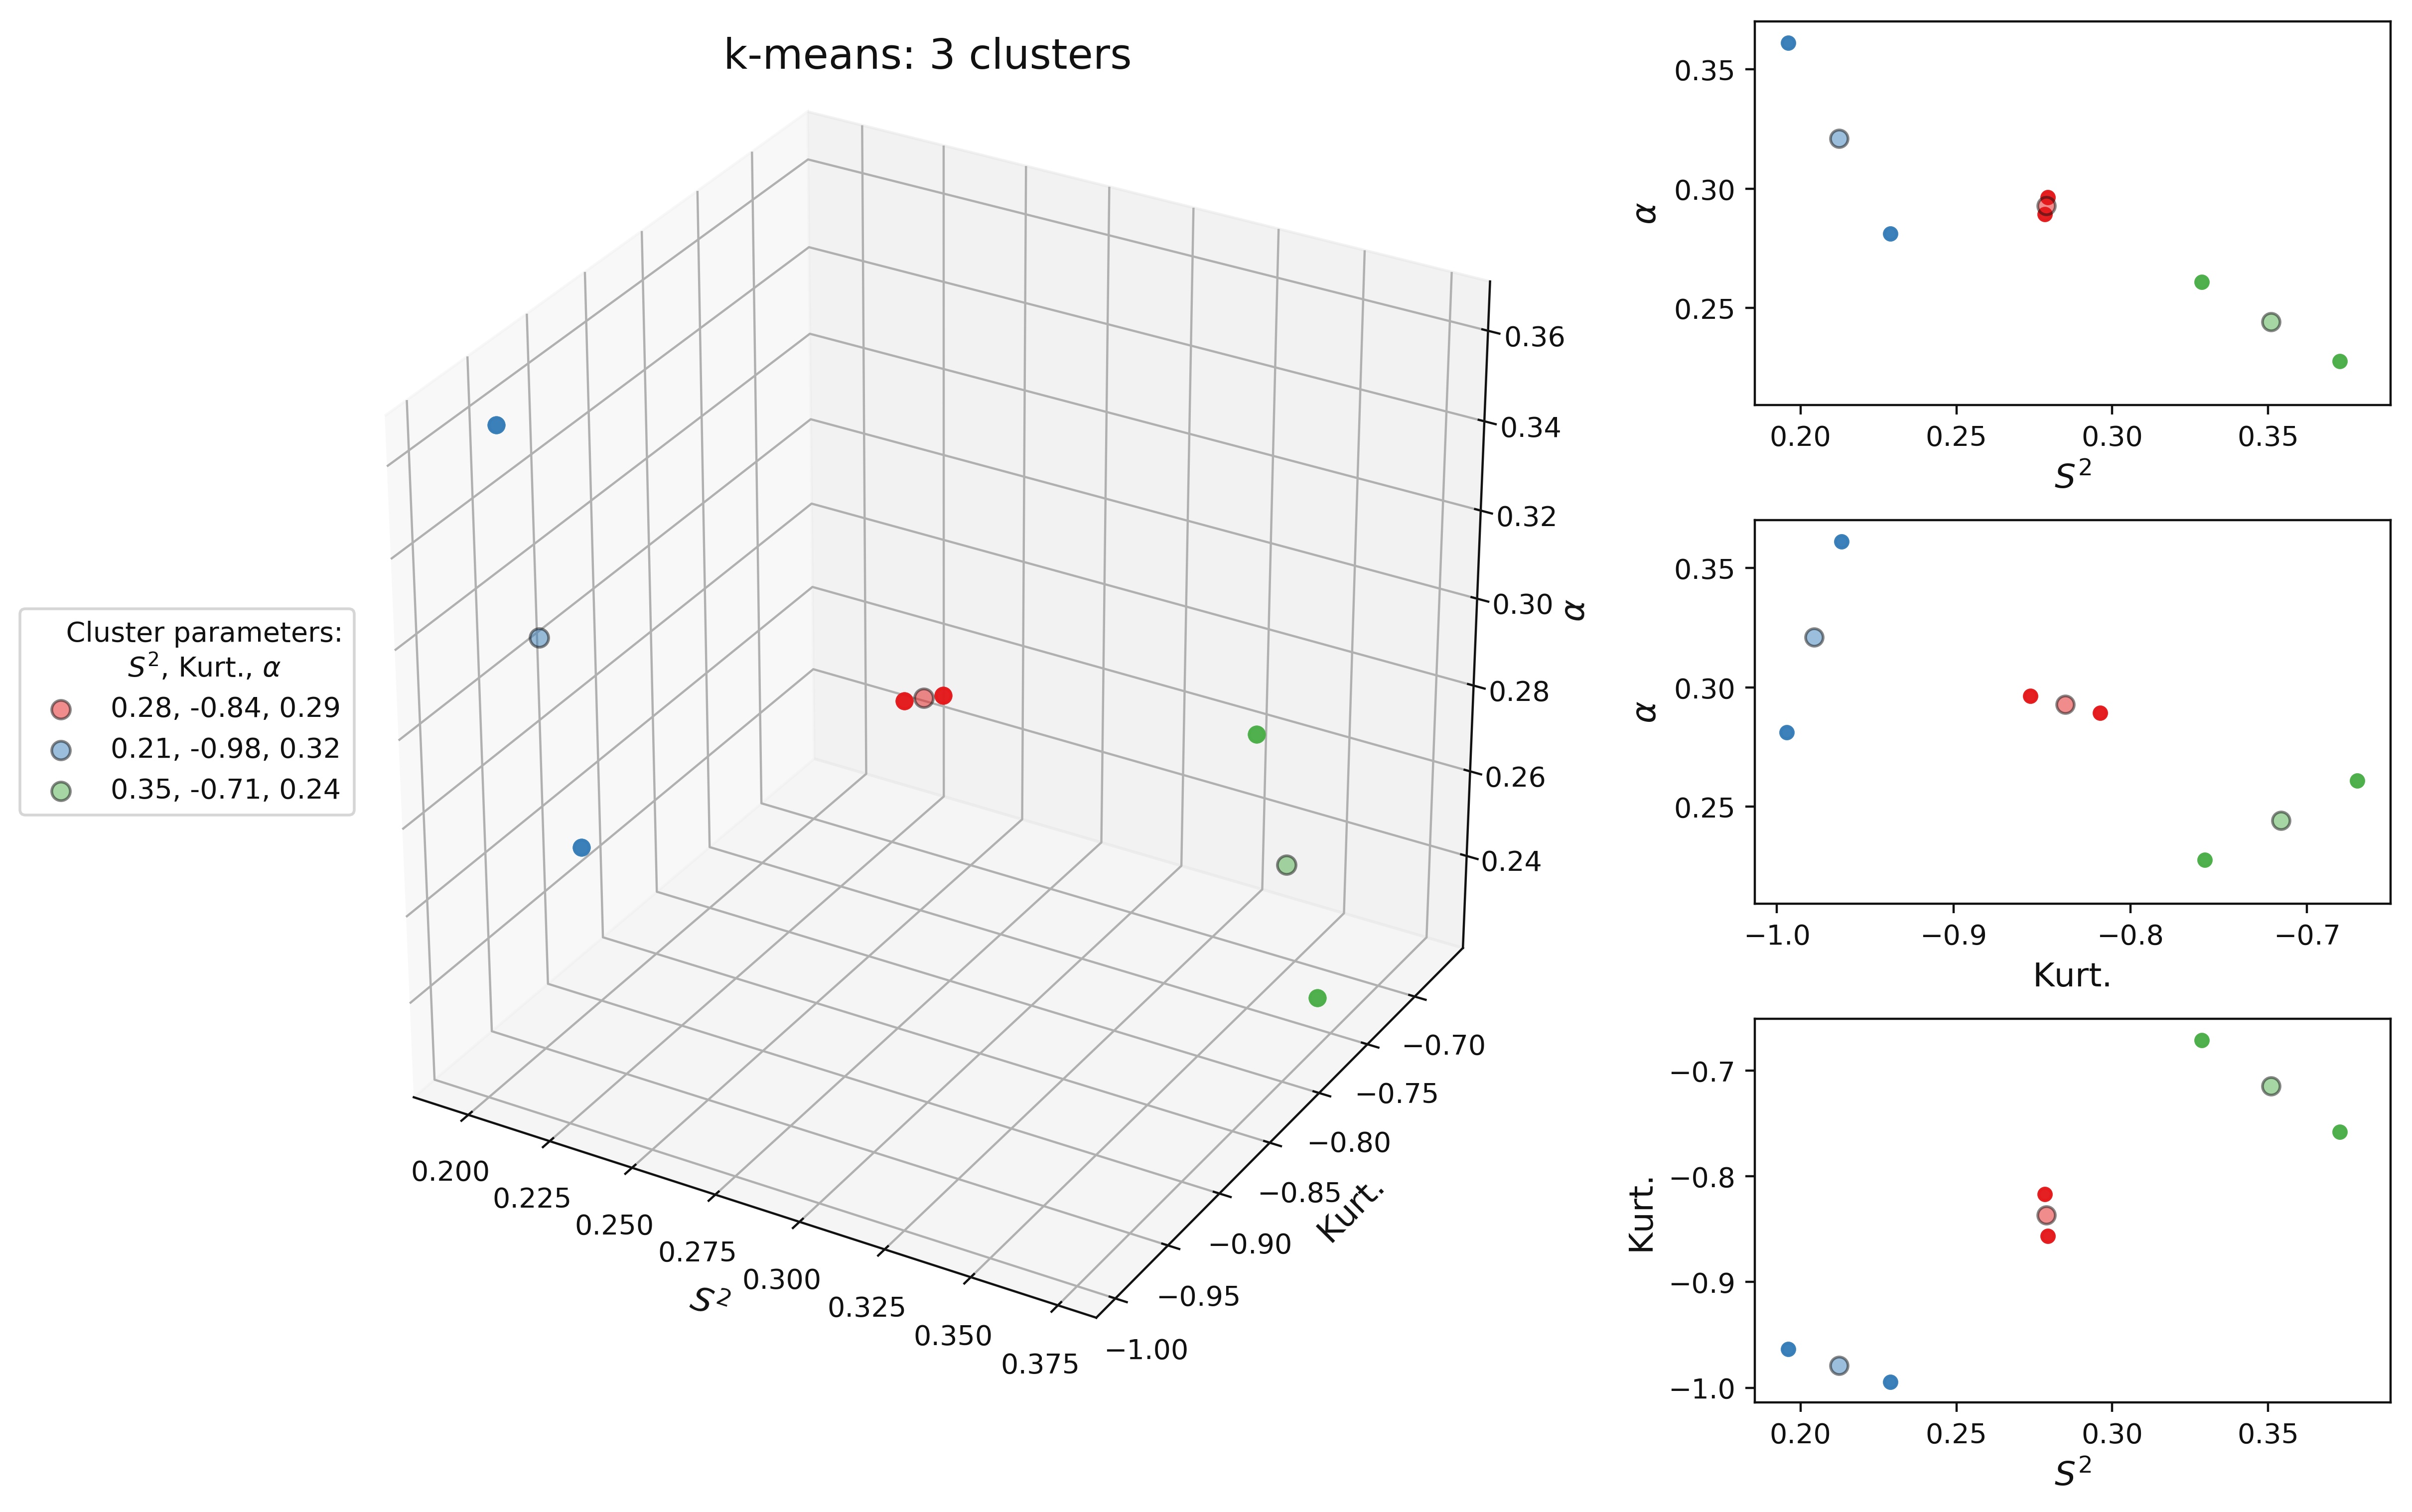 k-means: 3 clusters
Cluster parameters:
S², Kurt., α
0.28, -0.84, 0.29
0.21, -0.98, 0.32
0.35, -0.71, 0.24
0.36
0.34
0.32
0.30
0.28
0.26
0.24
α
−0.70
−0.75
−0.80
−0.85
−0.90
−0.95
−1.00
Kurt.
0.200
0.225
0.250
0.275
0.300
0.325
0.350
0.375
S²
0.35
0.30
0.25
α
0.20 0.25 0.30 0.35
S²
0.35
0.30
0.25
α
−1.0 −0.9 −0.8 −0.7
Kurt.
−0.7
−0.8
−0.9
−1.0
Kurt.
0.20 0.25 0.30 0.35
S²